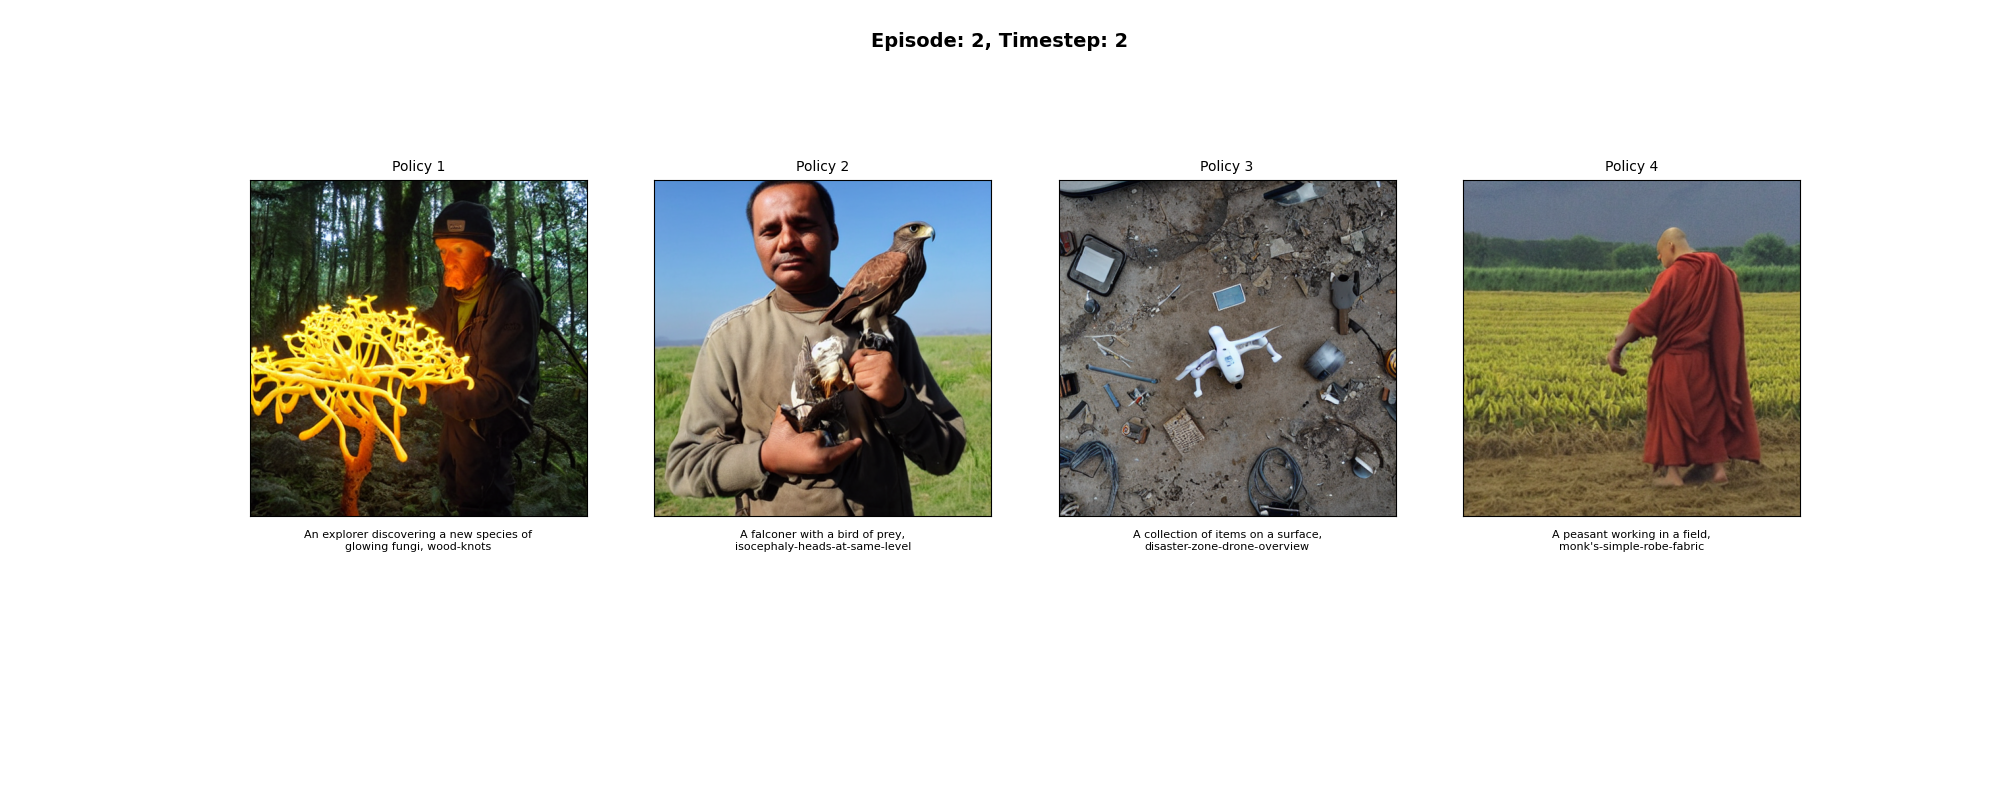 Episode: 2, Timestep: 2
Policy 1
Policy 2
Policy 3
Policy 4
An explorer discovering a new species of
glowing fungi, wood-knots
A falconer with a bird of prey,
isocephaly-heads-at-same-level
A collection of items on a surface,
disaster-zone-drone-overview
A peasant working in a field,
monk's-simple-robe-fabric